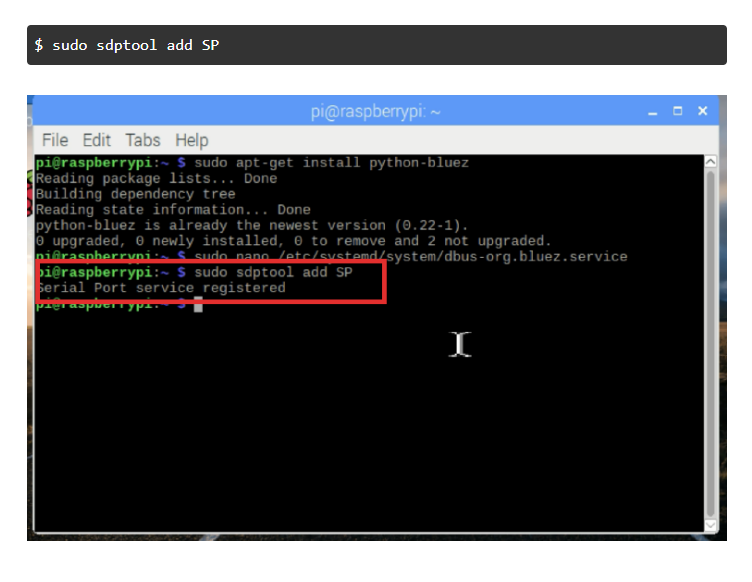 $ sudo sdptool add SP
pi@raspberrypi: ~
File Edit Tabs Help
pi@raspberrypi:~ $ sudo apt-get install python-bluez
Reading package lists... Done
Building dependency tree
Reading state information... Done
python-bluez is already the newest version (0.22-1).
0 upgraded, 0 newly installed, 0 to remove and 2 not upgraded.
pi@raspberrypi:~ $ sudo nano /etc/systemd/system/dbus-org.bluez.service
pi@raspberrypi:~ $ sudo sdptool add SP
Serial Port service registered
pi@raspberrypi:~ $